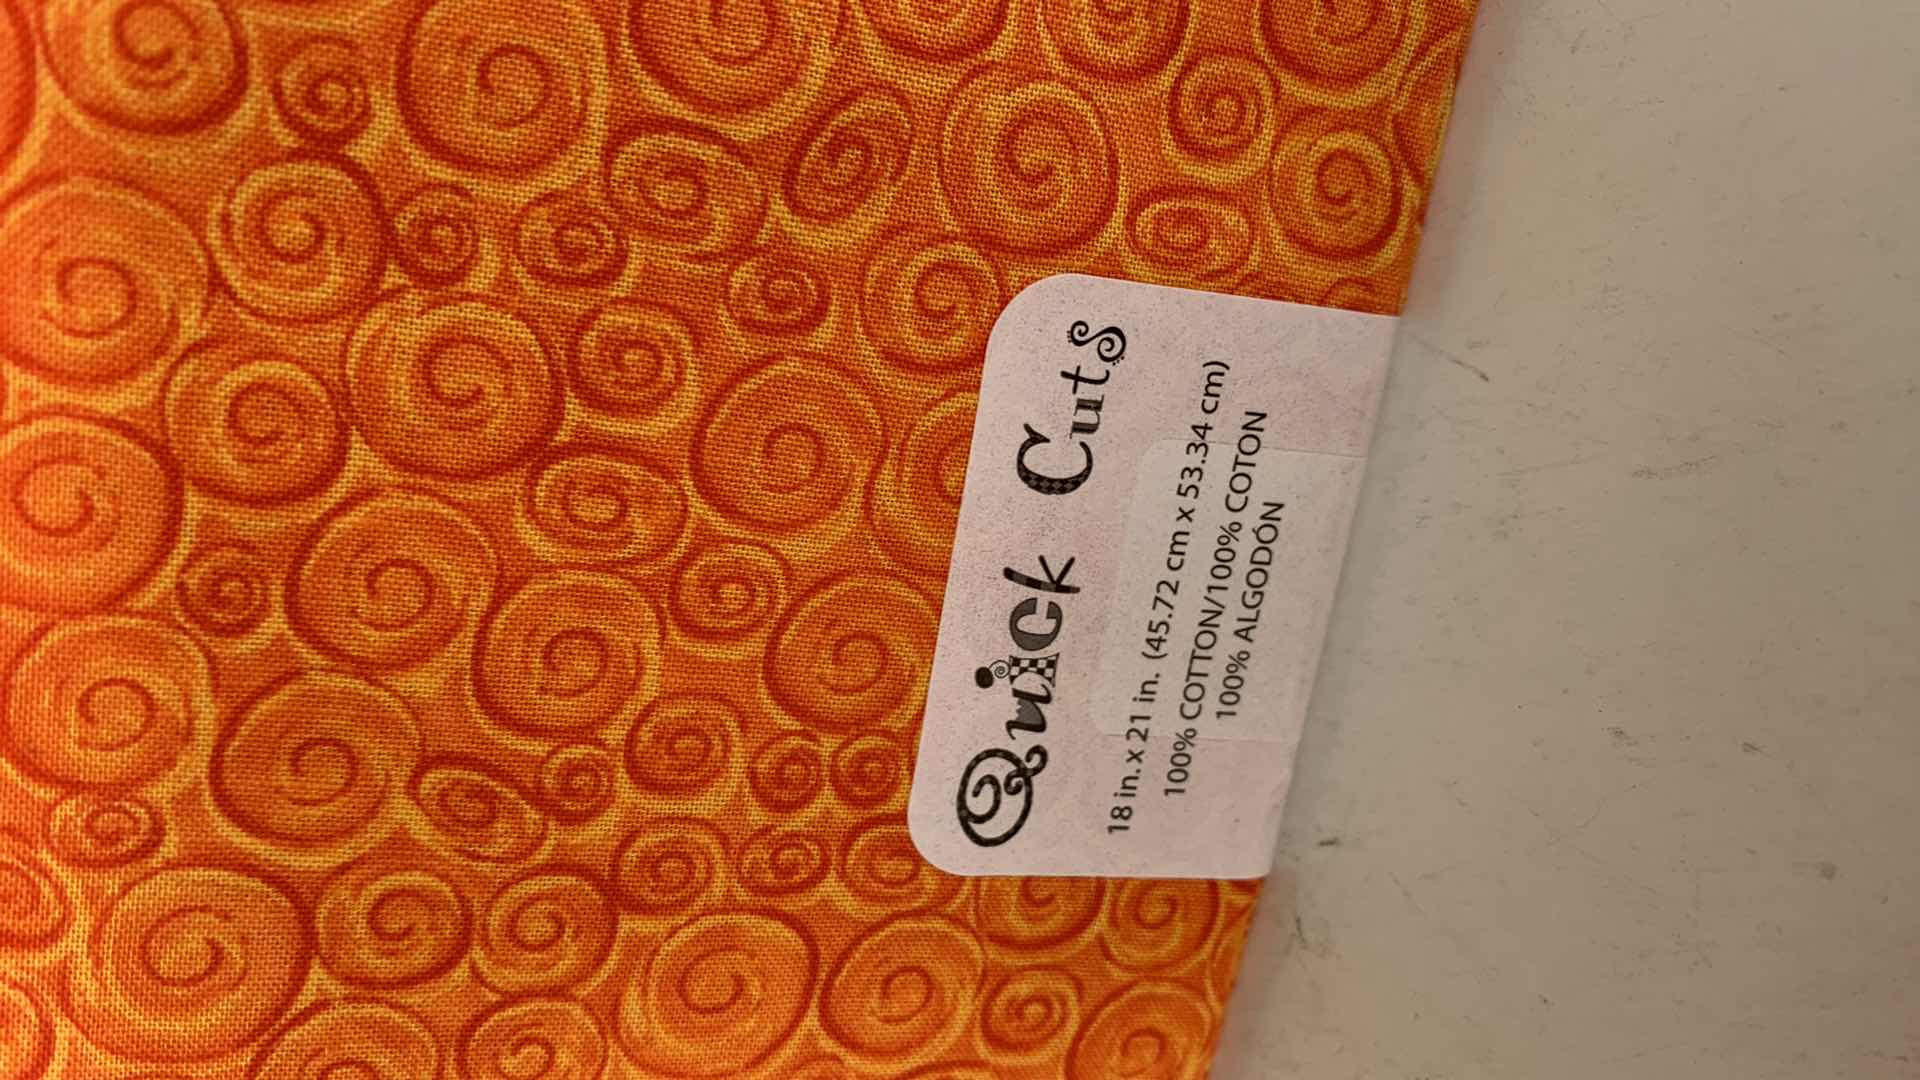 Quick Cuts
18 in. x 21 in. (45.72 cm x 53.34 cm)
100% COTTON/100% COTON
100% ALGODÓN